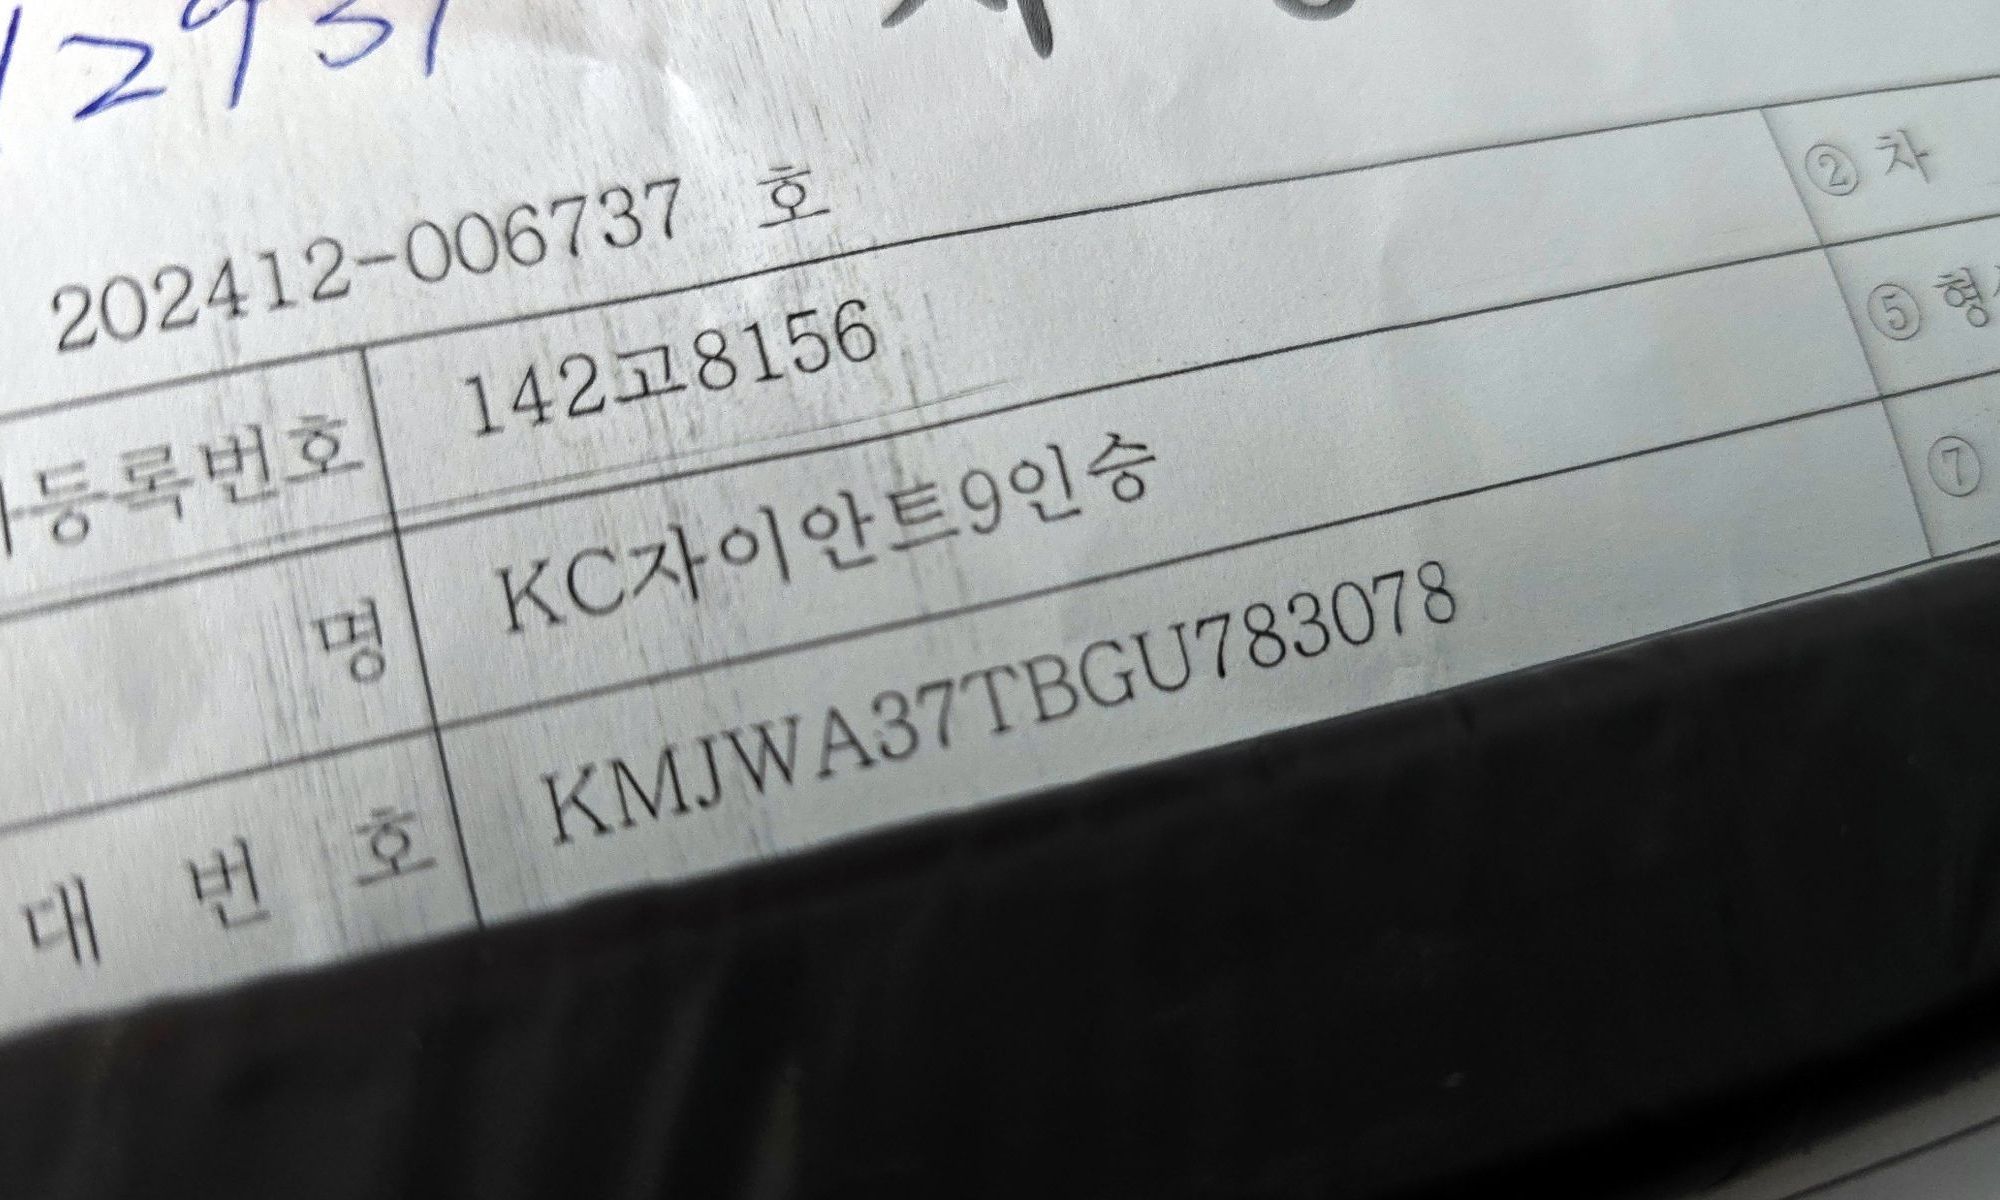 202412-006737 호
등록번호 142고8156 ② 차
명 KC자이안트9인승 ⑤
대 번 호 KMJWA37TBGU783078 ⑦